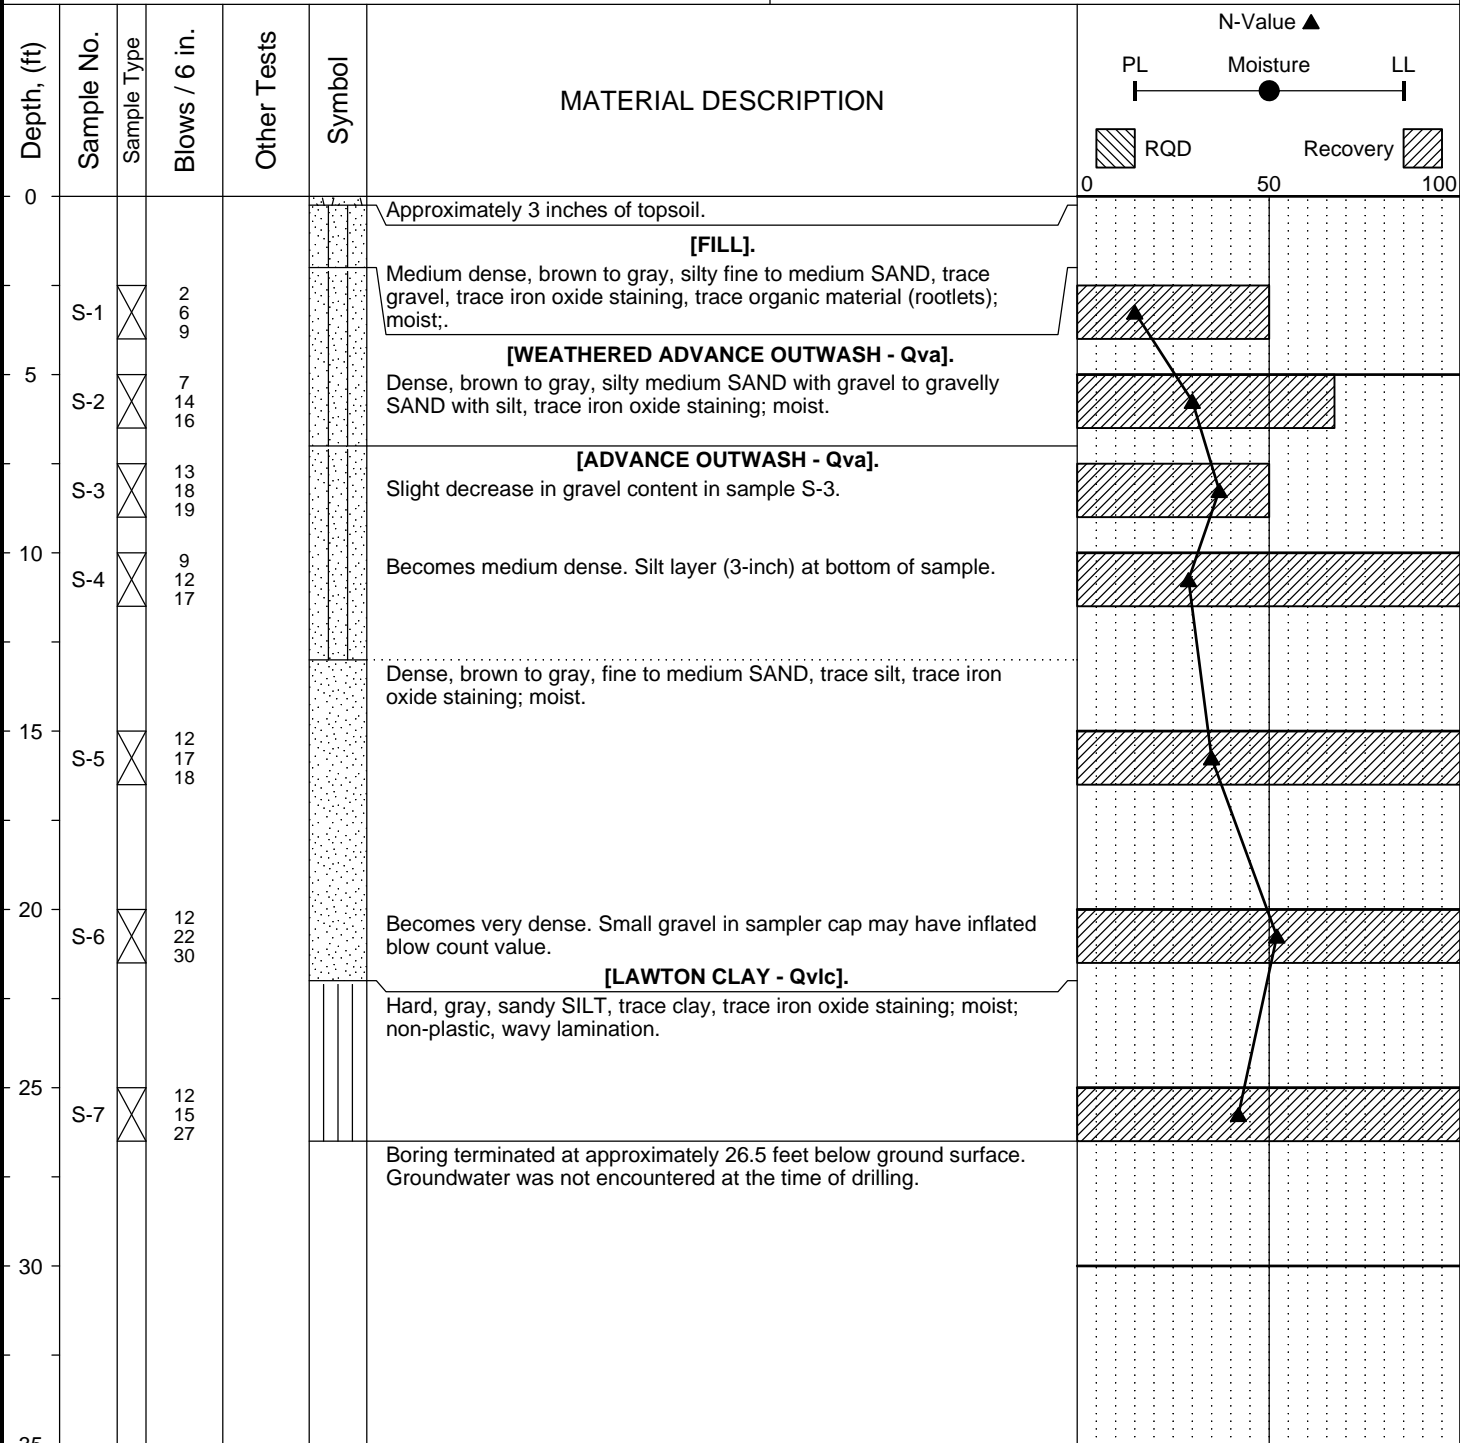 Depth, (ft)
Sample No.
Sample Type
Blows / 6 in.
Other Tests
Symbol
MATERIAL DESCRIPTION
N-Value
PL Moisture LL
RQD Recovery
0 50 100
0
Approximately 3 inches of topsoil.
[FILL].
Medium dense, brown to gray, silty fine to medium SAND, trace
gravel, trace iron oxide staining, trace organic material (rootlets);
moist;.
S-1
2
6
9
[WEATHERED ADVANCE OUTWASH - Qva].
5
Dense, brown to gray, silty medium SAND with gravel to gravelly
SAND with silt, trace iron oxide staining; moist.
S-2
7
14
16
[ADVANCE OUTWASH - Qva].
Slight decrease in gravel content in sample S-3.
S-3
13
18
19
10
Becomes medium dense. Silt layer (3-inch) at bottom of sample.
S-4
9
12
17
Dense, brown to gray, fine to medium SAND, trace silt, trace iron
oxide staining; moist.
15
S-5
12
17
18
20
Becomes very dense. Small gravel in sampler cap may have inflated
blow count value.
S-6
12
22
30
[LAWTON CLAY - Qvlc].
Hard, gray, sandy SILT, trace clay, trace iron oxide staining; moist;
non-plastic, wavy lamination.
25
S-7
12
15
27
Boring terminated at approximately 26.5 feet below ground surface.
Groundwater was not encountered at the time of drilling.
30